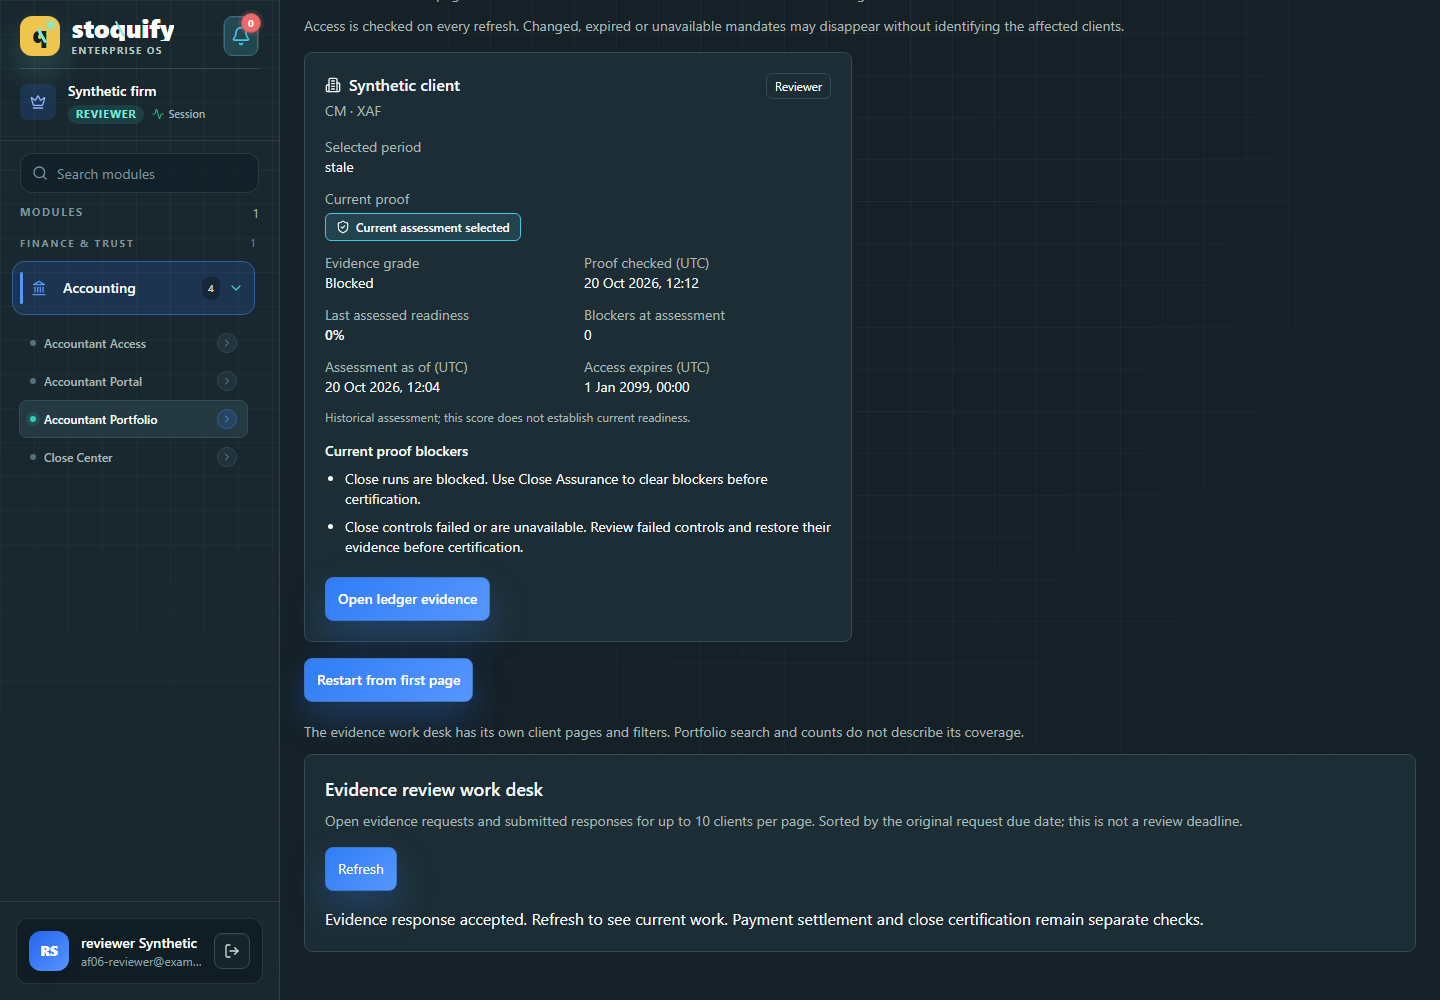 stoquify
ENTERPRISE OS
0
Synthetic firm
REVIEWER
Session
Search modules
MODULES
1
FINANCE & TRUST
1
Accounting
4
Accountant Access
Accountant Portal
Accountant Portfolio
Close Center
RS
reviewer Synthetic
af06-reviewer@exam...
Access is checked on every refresh. Changed, expired or unavailable mandates may disappear without identifying the affected clients.
Synthetic client
Reviewer
CM · XAF
Selected period
stale
Current proof
Current assessment selected
Evidence grade
Blocked
Proof checked (UTC)
20 Oct 2026, 12:12
Last assessed readiness
0%
Blockers at assessment
0
Assessment as of (UTC)
20 Oct 2026, 12:04
Access expires (UTC)
1 Jan 2099, 00:00
Historical assessment; this score does not establish current readiness.
Current proof blockers
Close runs are blocked. Use Close Assurance to clear blockers before
certification.
Close controls failed or are unavailable. Review failed controls and restore their
evidence before certification.
Open ledger evidence
Restart from first page
The evidence work desk has its own client pages and filters. Portfolio search and counts do not describe its coverage.
Evidence review work desk
Open evidence requests and submitted responses for up to 10 clients per page. Sorted by the original request due date; this is not a review deadline.
Refresh
Evidence response accepted. Refresh to see current work. Payment settlement and close certification remain separate checks.